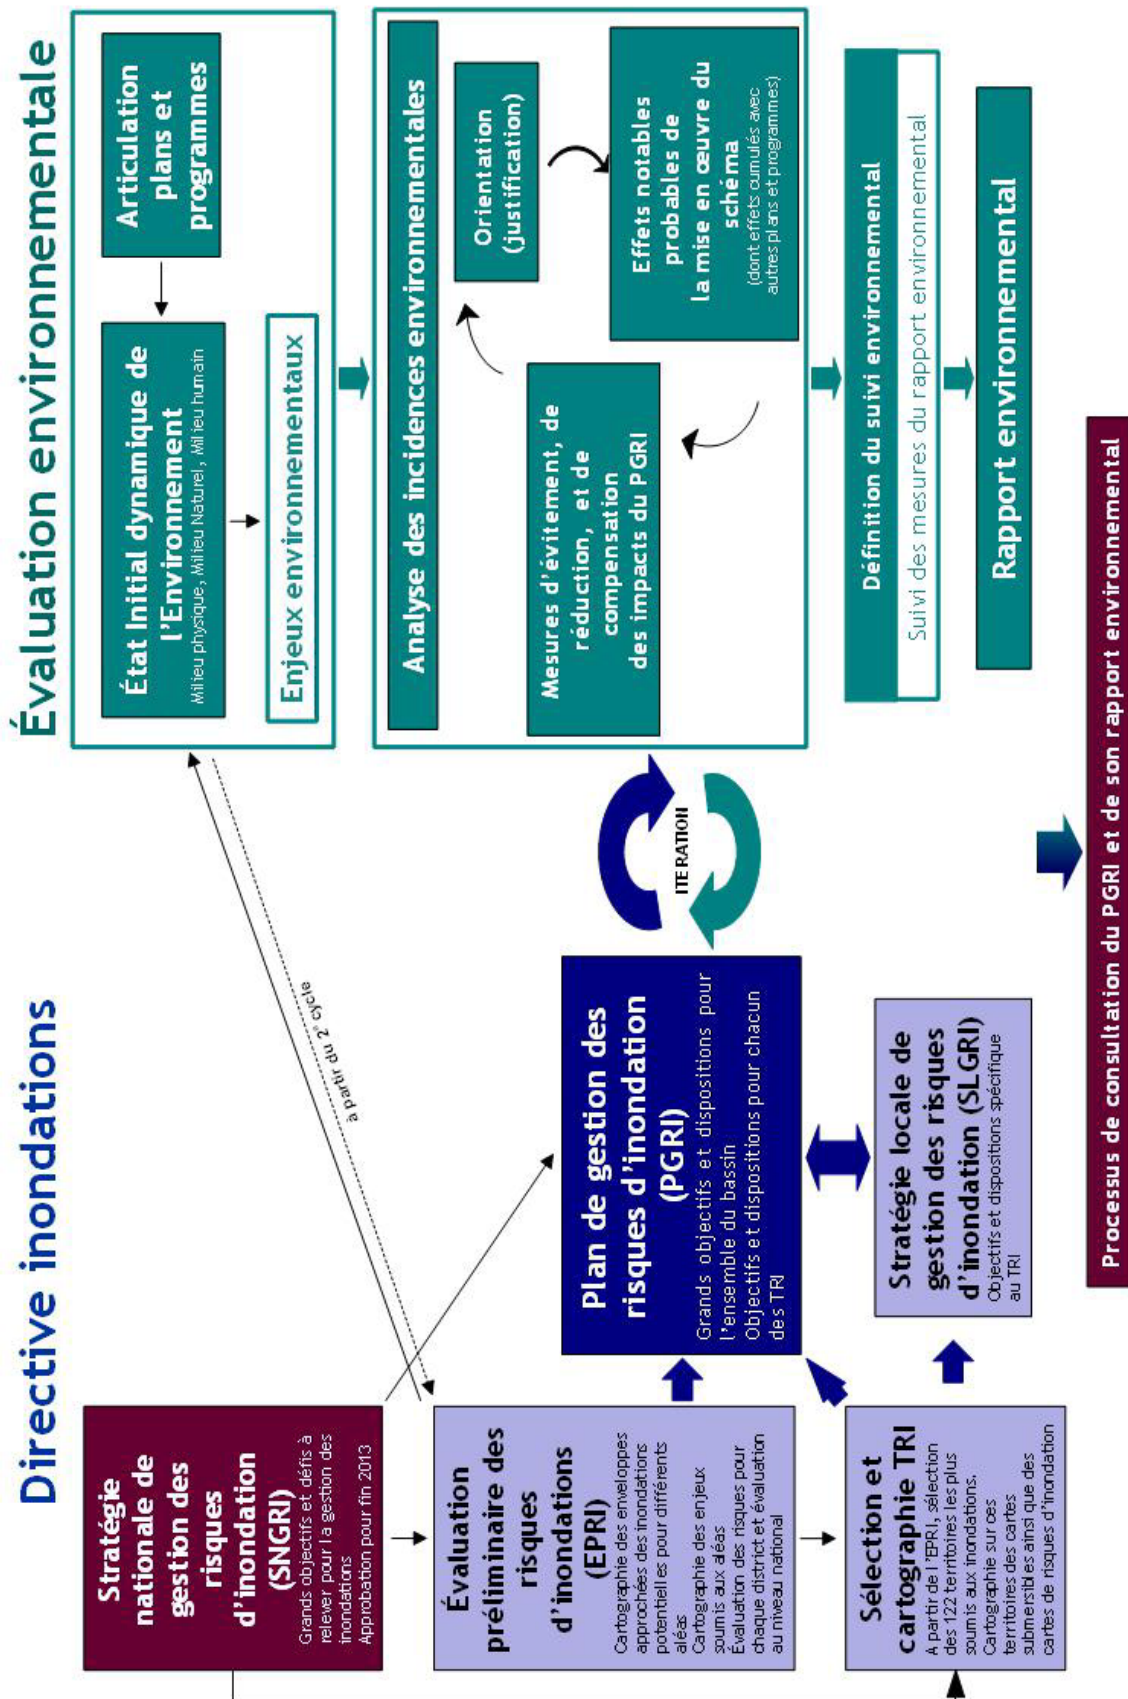 Directive inondations
Évaluation environnementale
Stratégie
nationale de
gestion des
risques
d'inondation
(SNGRI)
Grands objectifs et défis à
relever pour la gestion des
inondations
Approbation pour fin 2013
Évaluation
préliminaire des
risques
d'inondations
(EPRI)
Cartographie des enveloppes
approchées des inondations
potentielles pour différents
aléas
Cartographie des enjeux
soumis aux aléas
Évaluation des risques pour
chaque district et évaluation
au niveau national
Sélection et
cartographie TRI
A partir de l'EPRI, sélection
des 122 territoires les plus
soumis aux inondations.
Cartographie sur ces
territoires des cartes
submersibles ainsi que des
cartes de risques d'inondation
Plan de gestion des
risques d'inondation
(PGRI)
Grands objectifs et dispositions pour
l'ensemble du bassin
Objectifs et dispositions pour chacun
des TRI
Stratégie locale de
gestion des risques
d'inondation (SLGRI)
Objectifs et dispositions spécifique
au TRI
à partir du 2° cycle
ITERATION
Articulation
plans et
programmes
État Initial dynamique de
l'Environnement
Milieu physique, Milieu Naturel, Milieu humain
Enjeux environnementaux
Analyse des incidences environnementales
Orientation
(justification)
Effets notables
probables de
la mise en œuvre du
schéma
(dont effets cumulés avec
autres plans et programmes)
Mesures d'évitement, de
réduction, et de
compensation
des impacts du PGRI
Définition du suivi environnemental
Suivi des mesures du rapport environnemental
Rapport environnemental
Processus de consultation du PGRI et de son rapport environnemental